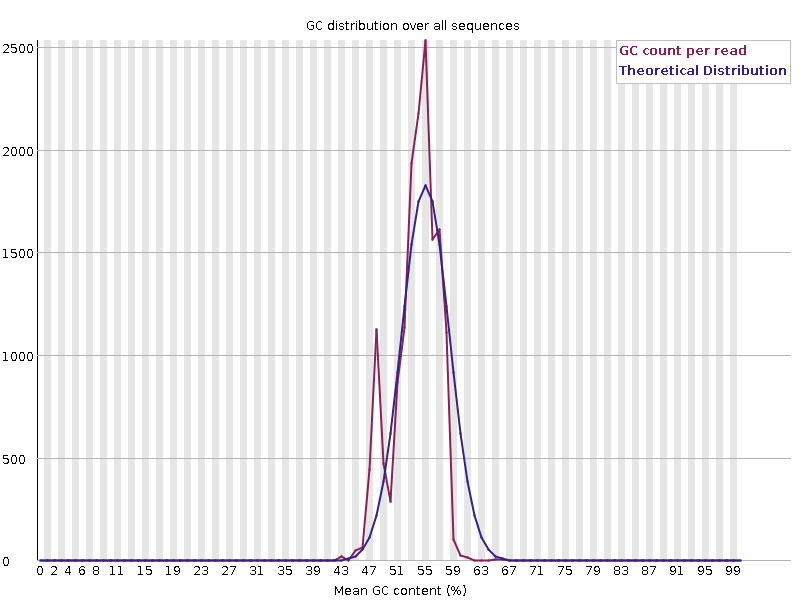 GC distribution over all sequences
GC count per read
Theoretical Distribution
2500
2000
1500
1000
500
0
0 2 4 6 8 11 15 19 23 27 31 35 39 43 47 51 55 59 63 67 71 75 79 83 87 91 95 99
Mean GC content (%)